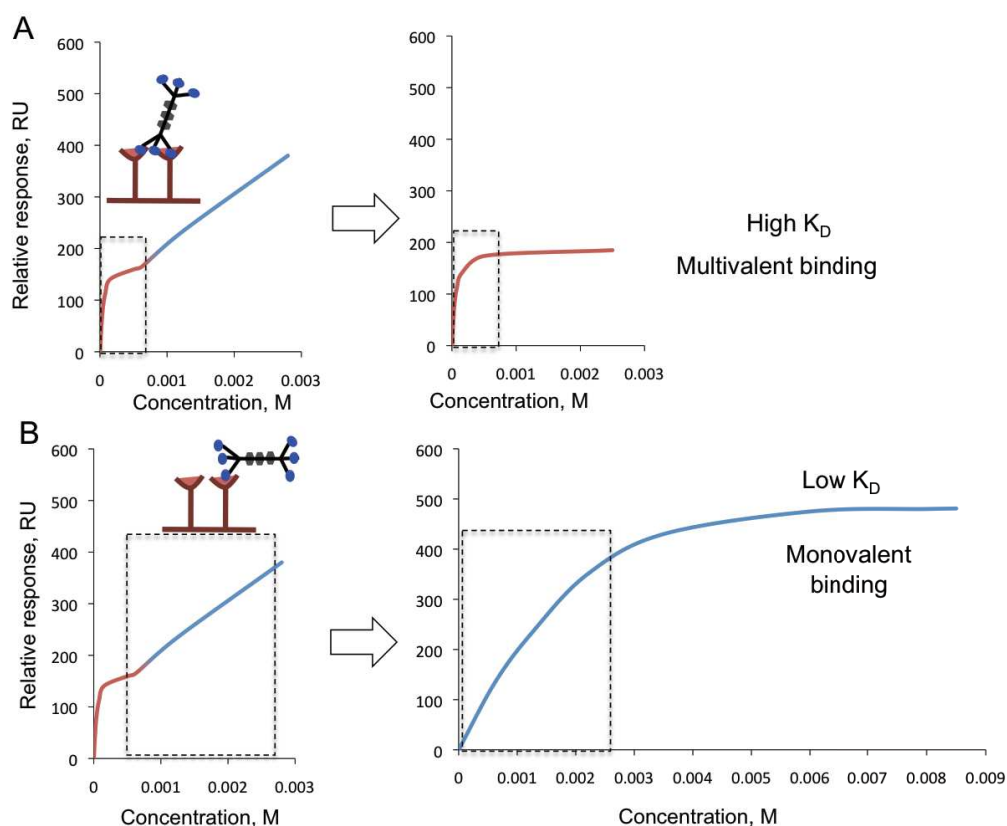 A
600
500
400
300
200
100
0
0 0.001 0.002 0.003
Relative response, RU
Concentration, M
600
500
400
300
200
100
0
0 0.001 0.002 0.003
Concentration, M
High KD
Multivalent binding
B
600
500
400
300
200
100
0
0 0.001 0.002 0.003
Relative response, RU
Concentration, M
600
500
400
300
200
100
0
0 0.001 0.002 0.003 0.004 0.005 0.006 0.007 0.008 0.009
Concentration, M
Low KD
Monovalent
binding